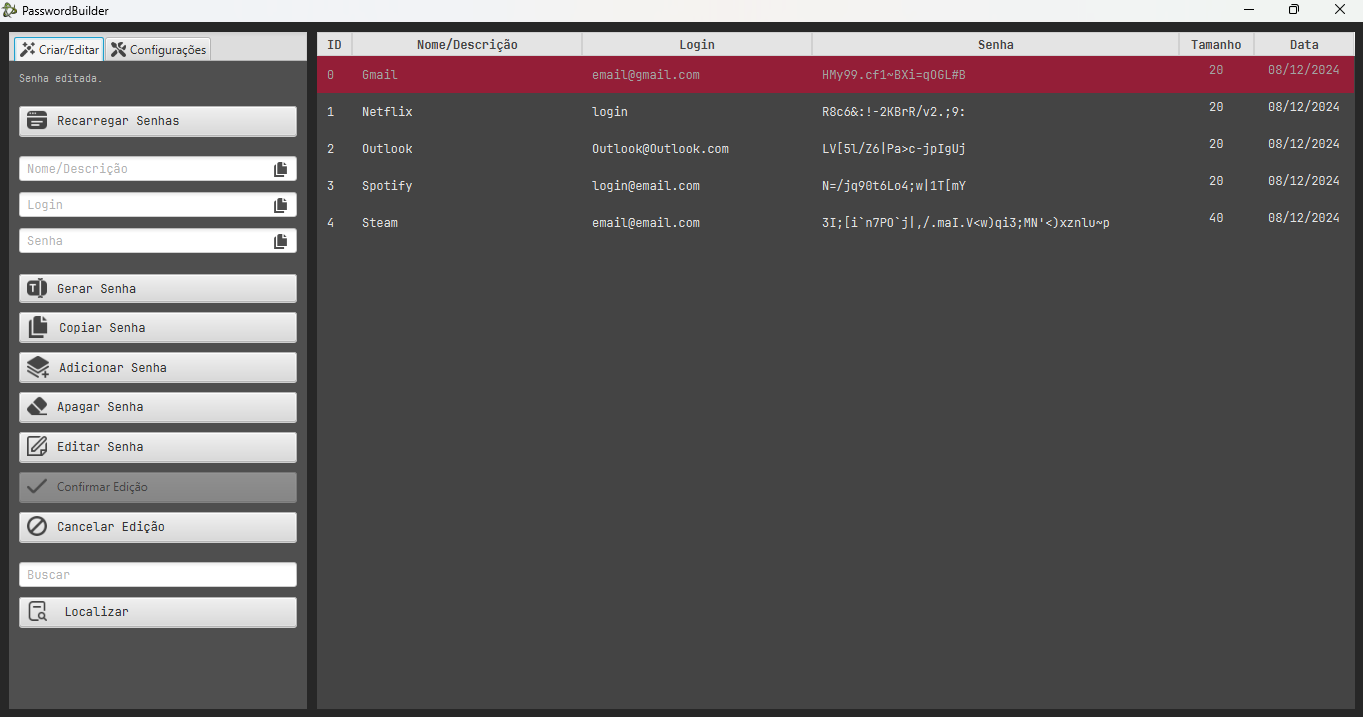 PasswordBuilder
Criar/Editar Configurações
Senha editada.
Recarregar Senhas
Nome/Descrição
Login
Senha
Gerar Senha
Copiar Senha
Adicionar Senha
Apagar Senha
Editar Senha
Confirmar Edição
Cancelar Edição
Buscar
Localizar
ID Nome/Descrição Login Senha Tamanho Data
0 Gmail email@gmail.com HMy99.cf1~BXi=qOGL#B 20 08/12/2024
1 Netflix login R8c6&:!-2KBrR/v2.;9: 20 08/12/2024
2 Outlook Outlook@Outlook.com LV[5l/Z6|Pa>c-jpIgUj 20 08/12/2024
3 Spotify login@email.com N=/jq90t6Lo4;w|1T[mY 20 08/12/2024
4 Steam email@email.com 3I;[i`n7PO`j|,/.maI.V<w)qi3;MN'<)xznlu~p 40 08/12/2024